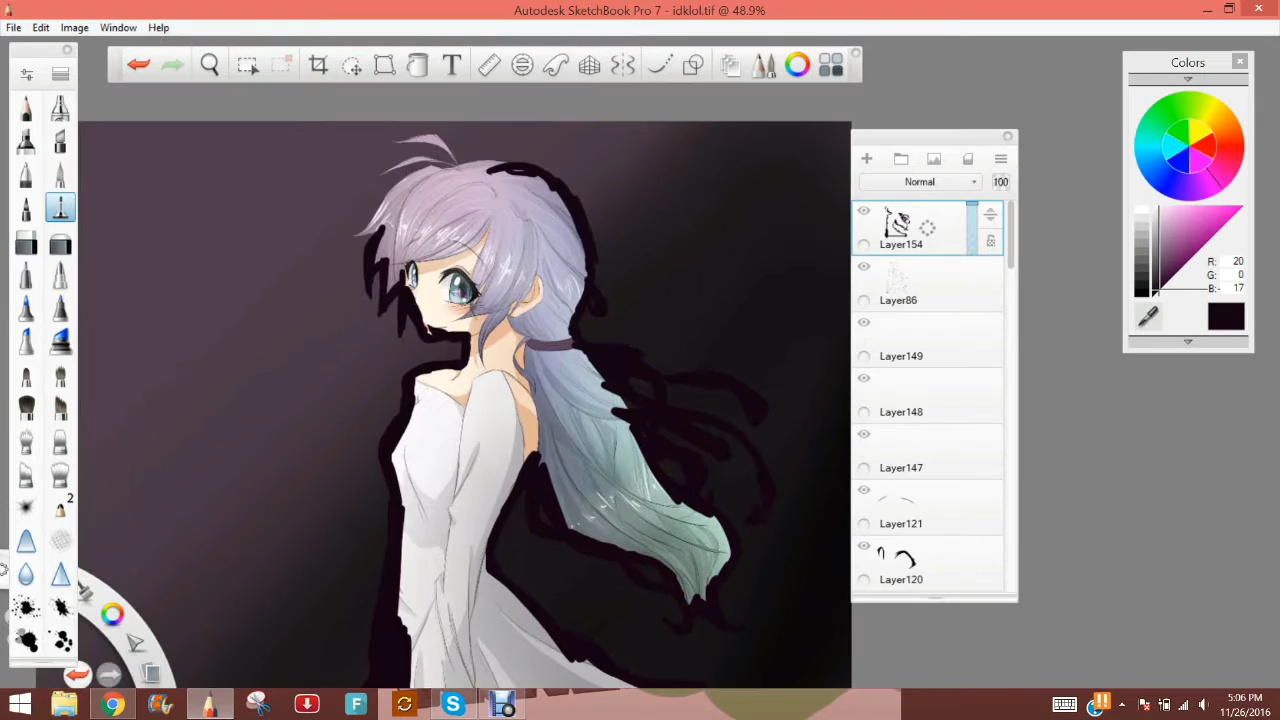 Autodesk SketchBook Pro 7 - idklol.tif @ 48.9%
File Edit Image Window Help
T
Colors
Normal 100
Layer154
Layer86
Layer149
Layer148
Layer147
Layer121
Layer120
R: 20
G: 0
B: 17
2
F
S
5:06 PM
11/26/2016